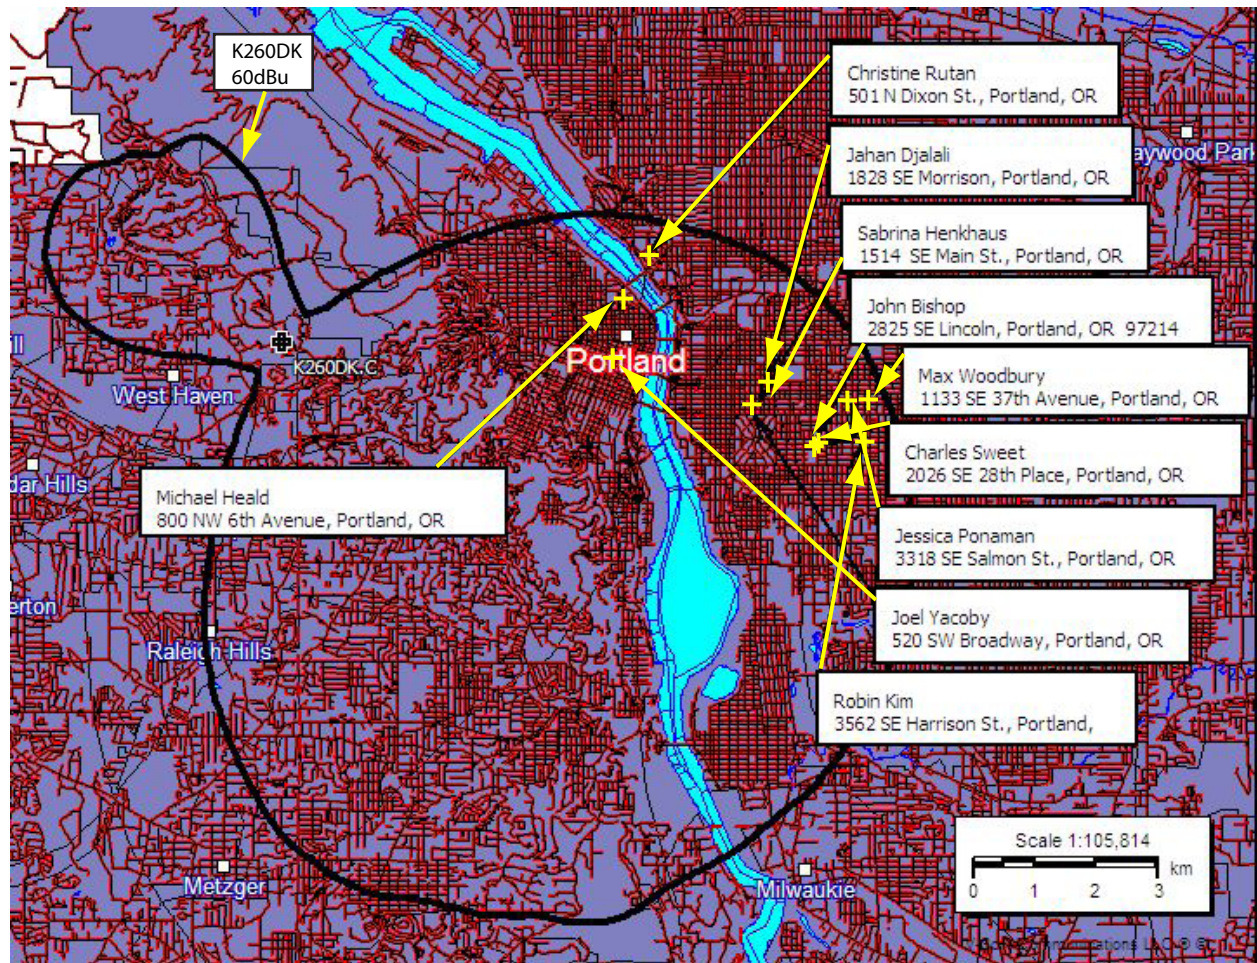 K260DK
60dBu
Christine Rutan
501 N Dixon St., Portland, OR
Jahan Djalali
1828 SE Morrison, Portland, OR
aywood Park
Sabrina Henkhaus
1514 SE Main St., Portland, OR
John Bishop
2825 SE Lincoln, Portland, OR 97214
Portland
K260DK.C
West Haven
Max Woodbury
1133 SE 37th Avenue, Portland, OR
Charles Sweet
2026 SE 28th Place, Portland, OR
dar Hills
Michael Heald
800 NW 6th Avenue, Portland, OR
Jessica Ponaman
3318 SE Salmon St., Portland, OR
erton
Joel Yacoby
520 SW Broadway, Portland, OR
Raleigh Hills
Robin Kim
3562 SE Harrison St., Portland,
Scale 1:105,814
km
0 1 2 3
Metzger
Milwaukie